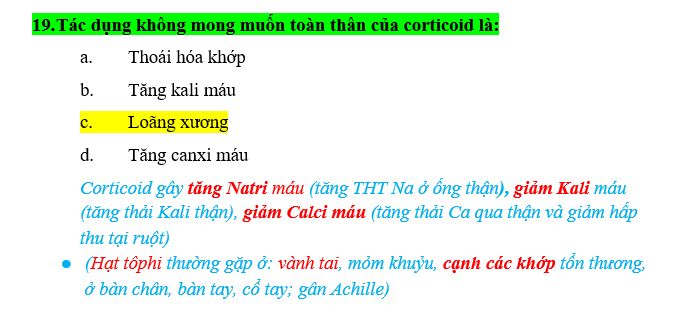 19.Tác dụng không mong muốn toàn thân của corticoid là:
a. Thoái hóa khớp
b. Tăng kali máu
c. Loãng xương
d. Tăng canxi máu
Corticoid gây tăng Natri máu (tăng THT Na ở ống thận), giảm Kali máu
(tăng thải Kali thận), giảm Calci máu (tăng thải Ca qua thận và giảm hấp
thu tại ruột)
● (Hạt tôphi thường gặp ở: vành tai, mỏm khuỷu, cạnh các khớp tổn thương,
ở bàn chân, bàn tay, cổ tay; gân Achille)